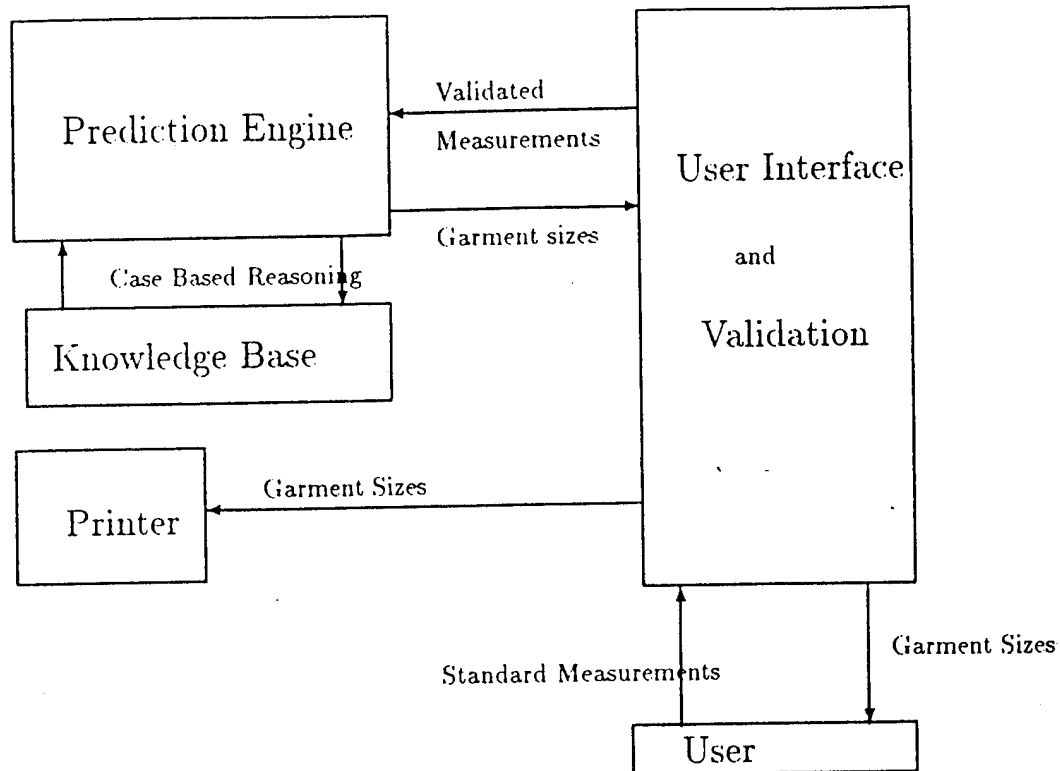 Validated
Measurements
Prediction Engine
Garment sizes
User Interface
and
Validation
Case Based Reasoning
Knowledge Base
Garment Sizes
Printer
Standard Measurements
Garment Sizes
User